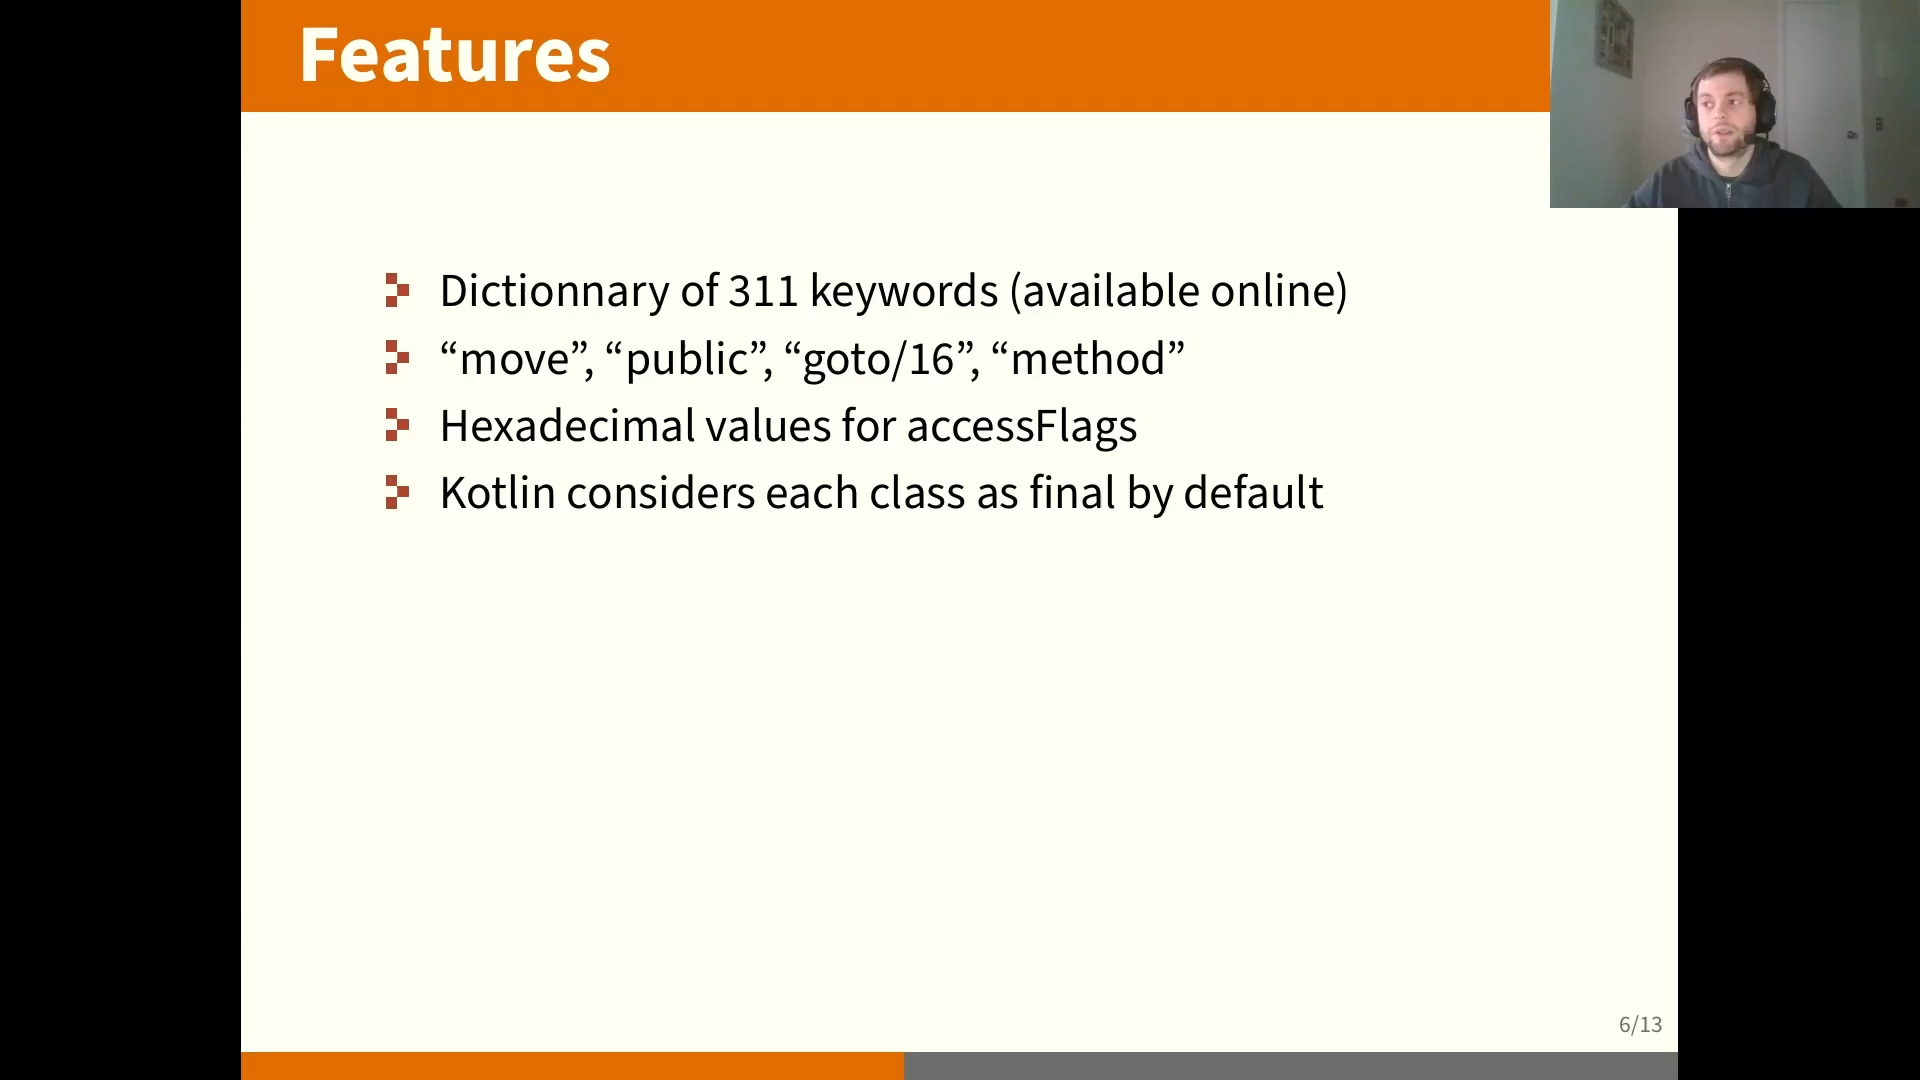 Features
Dictionnary of 311 keywords (available online)
“move”, “public”, “goto/16”, “method”
Hexadecimal values for accessFlags
Kotlin considers each class as final by default
6/13